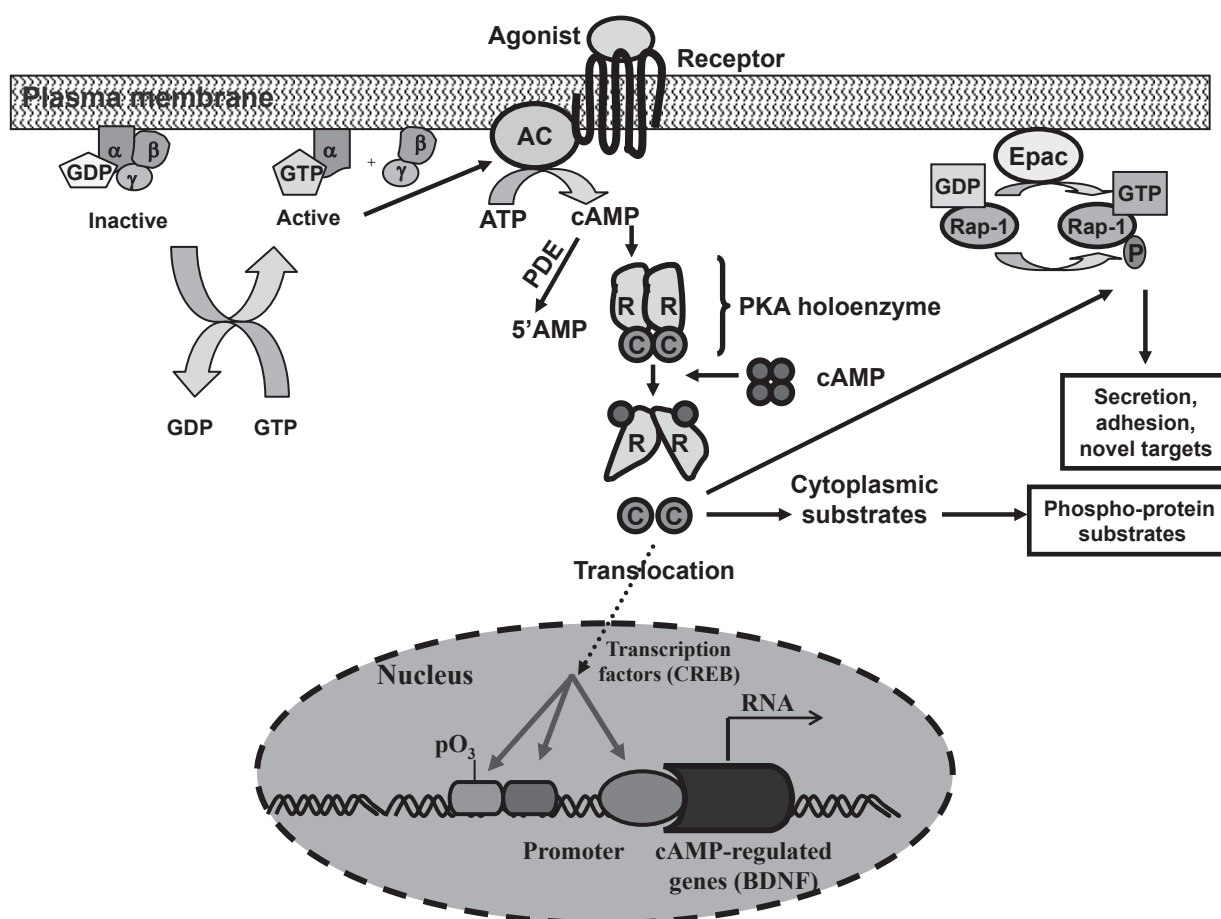 Agonist
Receptor
Plasma membrane
α
β
γ
GDP
Inactive
α
+
β
γ
GTP
Active
AC
ATP
cAMP
PDE
5’AMP
GDP
GTP
R
R
C
C
PKA holoenzyme
cAMP
R
R
C
C
Epac
GDP
GTP
Rap-1
Rap-1
P
Secretion,
adhesion,
novel targets
Cytoplasmic
substrates
Phospho-protein
substrates
Translocation
Nucleus
Transcription
factors (CREB)
RNA
pO₃
Promoter
cAMP-regulated
genes (BDNF)